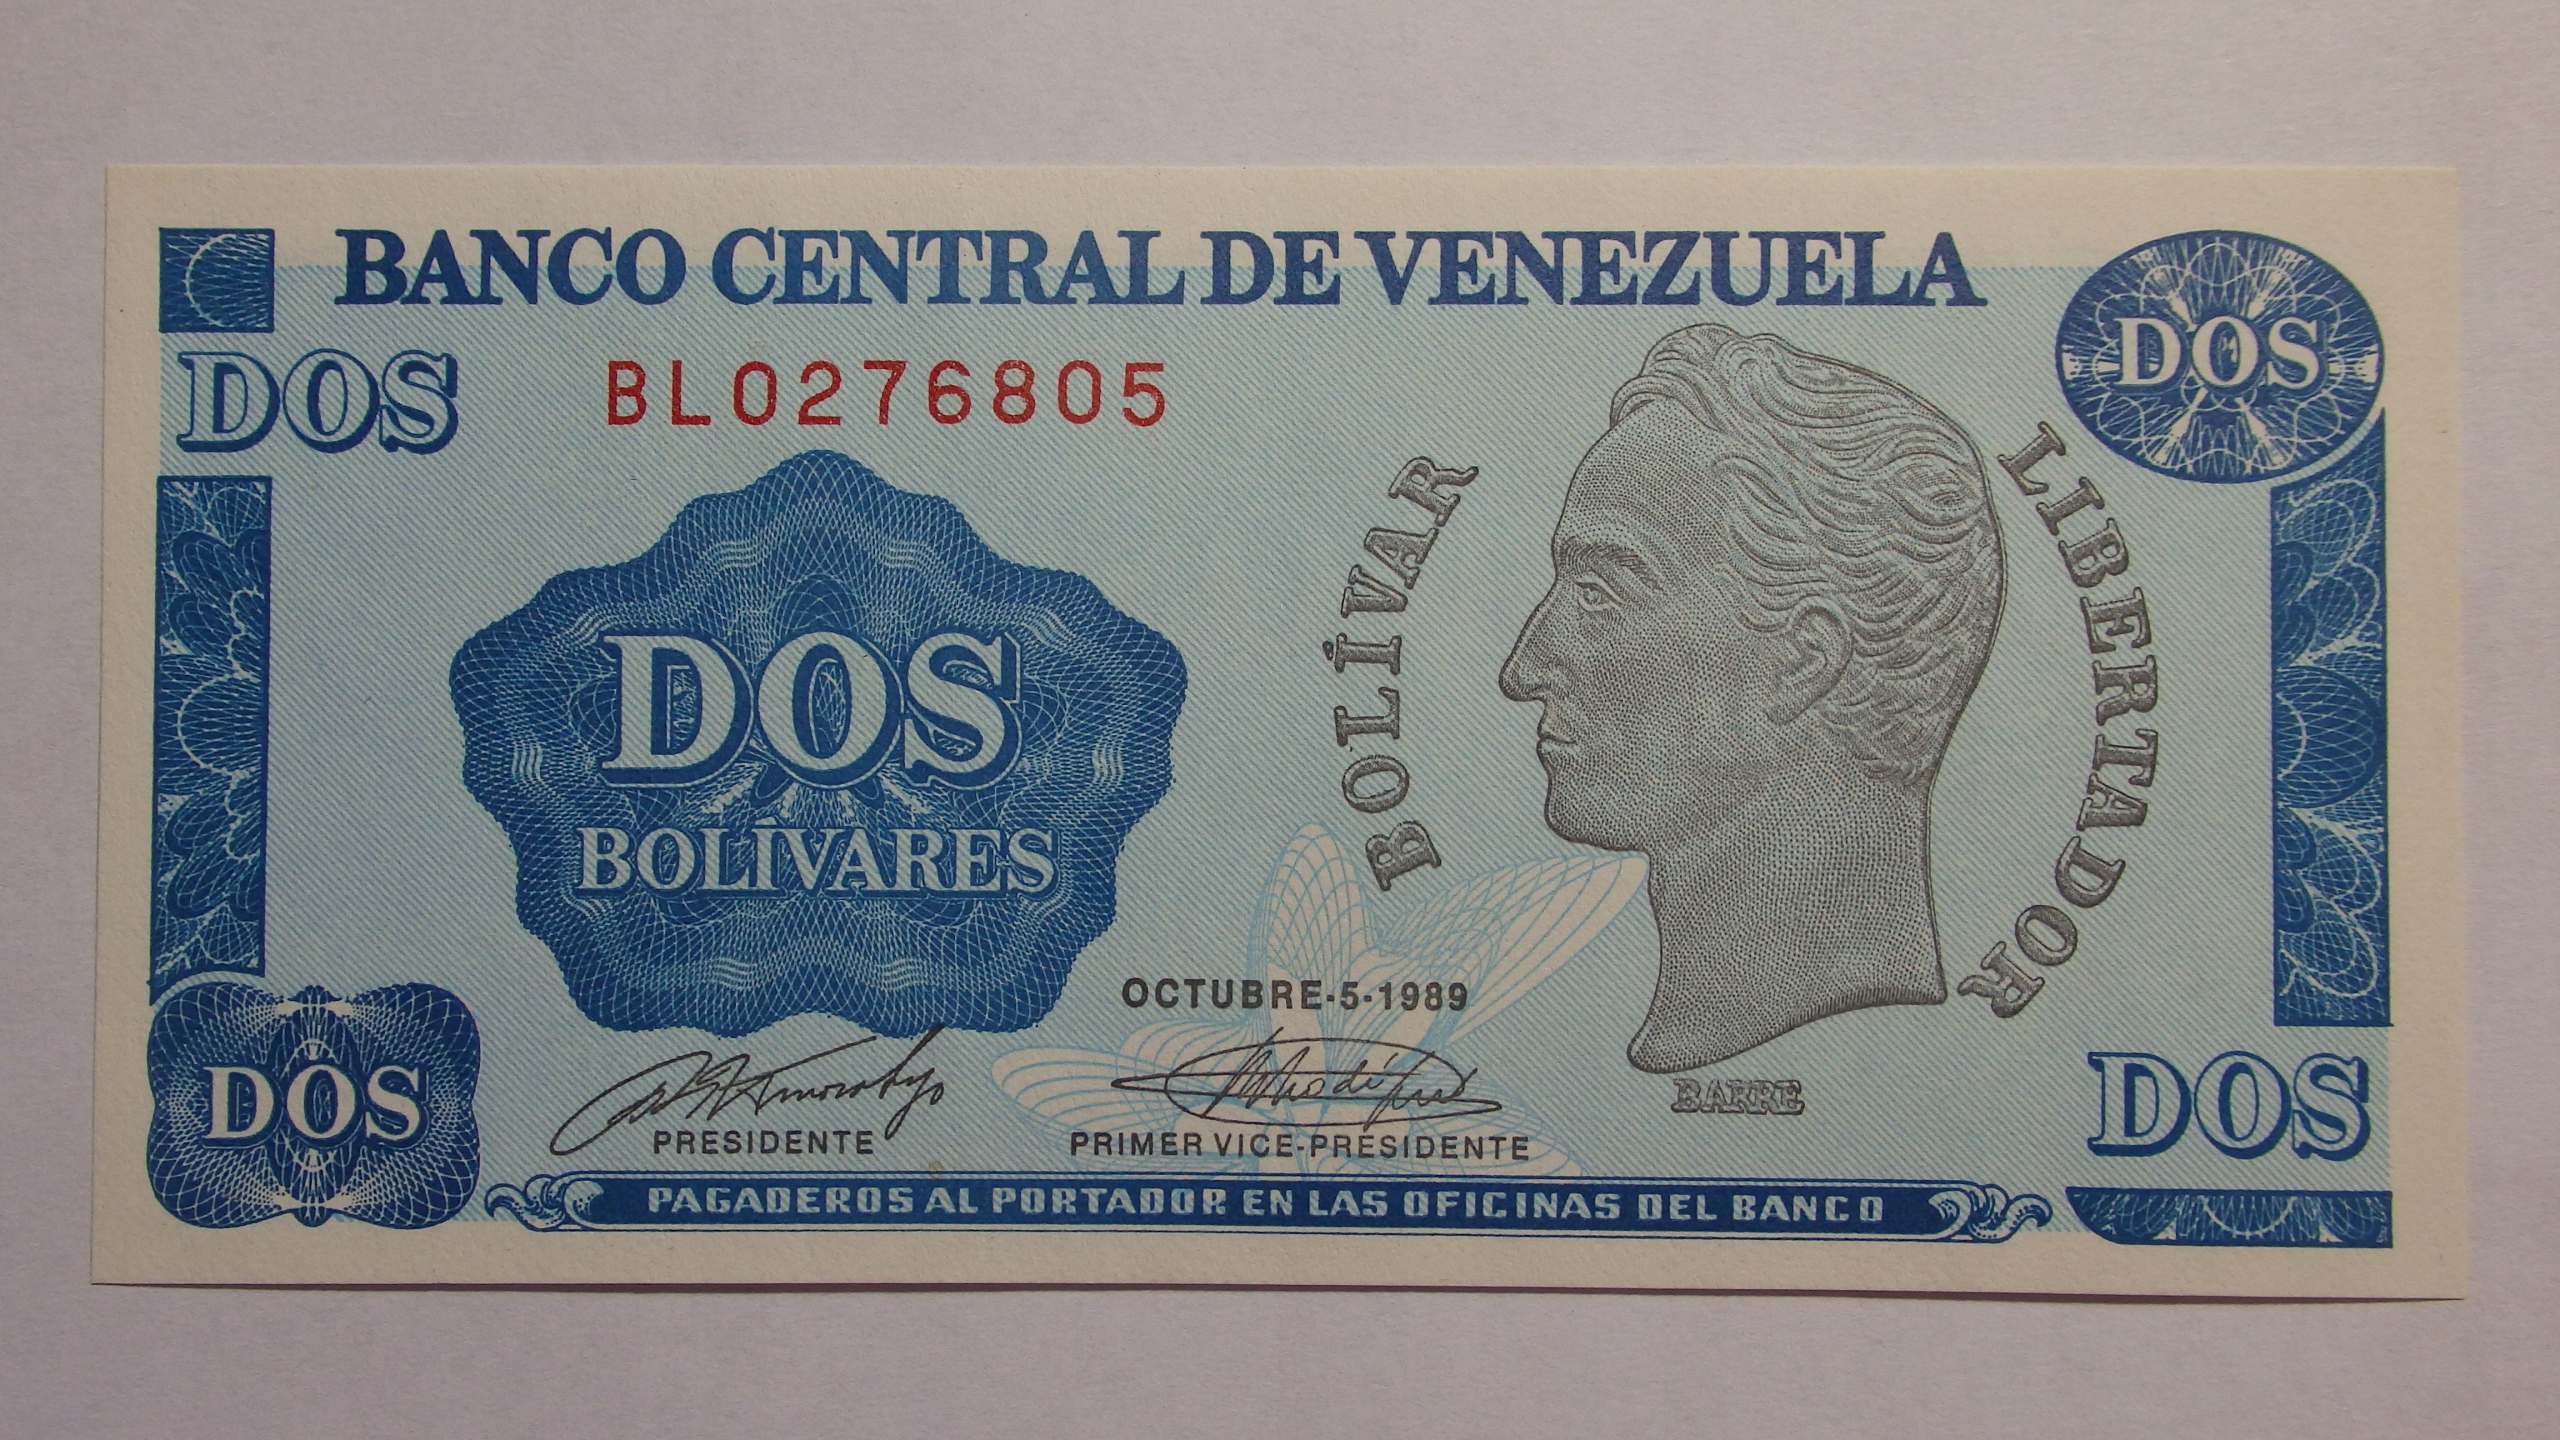 BANCO CENTRAL DE VENEZUELA
DOS
DOS
BL0276805
BOLÍVAR
LIBERTADOR
DOS
BOLÍVARES
OCTUBRE-5-1989
DOS
PRESIDENTE
PRIMER VICE-PRESIDENTE
BARRE
DOS
PAGADEROS AL PORTADOR EN LAS OFICINAS DEL BANCO